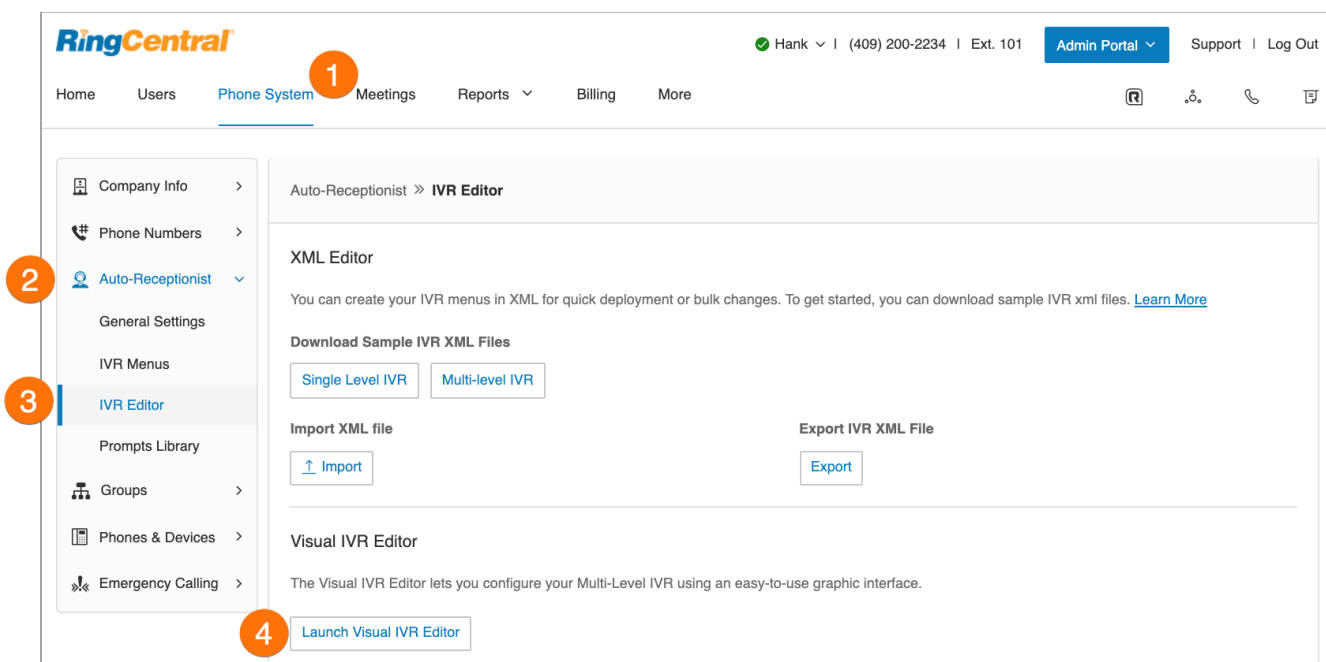 RingCentral
Hank | (409) 200-2234 | Ext. 101 Admin Portal Support | Log Out
1
Home Users Phone System Meetings Reports Billing More
Company Info
Phone Numbers
2 Auto-Receptionist
General Settings
IVR Menus
3 IVR Editor
Prompts Library
Groups
Phones & Devices
Emergency Calling
Auto-Receptionist » IVR Editor
XML Editor
You can create your IVR menus in XML for quick deployment or bulk changes. To get started, you can download sample IVR xml files. Learn More
Download Sample IVR XML Files
Single Level IVR Multi-level IVR
Import XML file Export IVR XML File
Import Export
Visual IVR Editor
The Visual IVR Editor lets you configure your Multi-Level IVR using an easy-to-use graphic interface.
4 Launch Visual IVR Editor